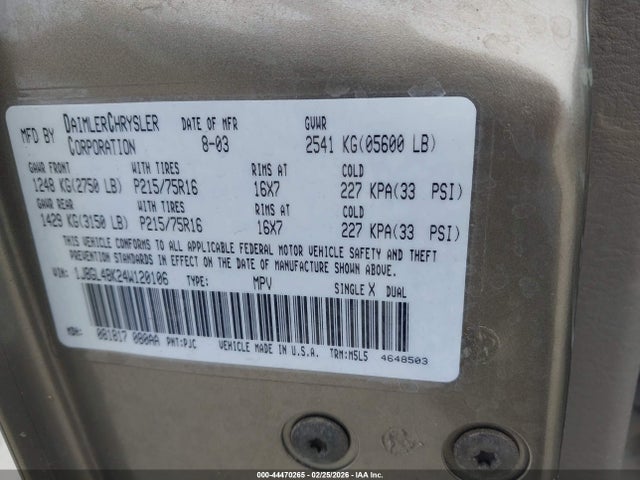 MFD BY DAIMLERCHRYSLER CORPORATION DATE OF MFR 8-03 GVWR 2541 KG(05600 LB)
GAWR FRONT WITH TIRES RIMS AT COLD
1248 KG(2750 LB) P215/75R16 16X7 227 KPA(33 PSI)
GAWR REAR WITH TIRES RIMS AT COLD
1429 KG(3150 LB) P215/75R16 16X7 227 KPA(33 PSI)
THIS VEHICLE CONFORMS TO ALL APPLICABLE FEDERAL MOTOR VEHICLE SAFETY AND THEFT
PREVENTION STANDARDS IN EFFECT ON THE DATE OF MANUFACTURE SHOWN ABOVE.
VIN: 1J8GL48K24W120106 TYPE: MPV SINGLE X DUAL
MDH: 081817 080AA PNT:PJC VEHICLE MADE IN U.S.A. TRM:M5L5 4648503
000-44470265 - 02/25/2026 - IAAI, INC.